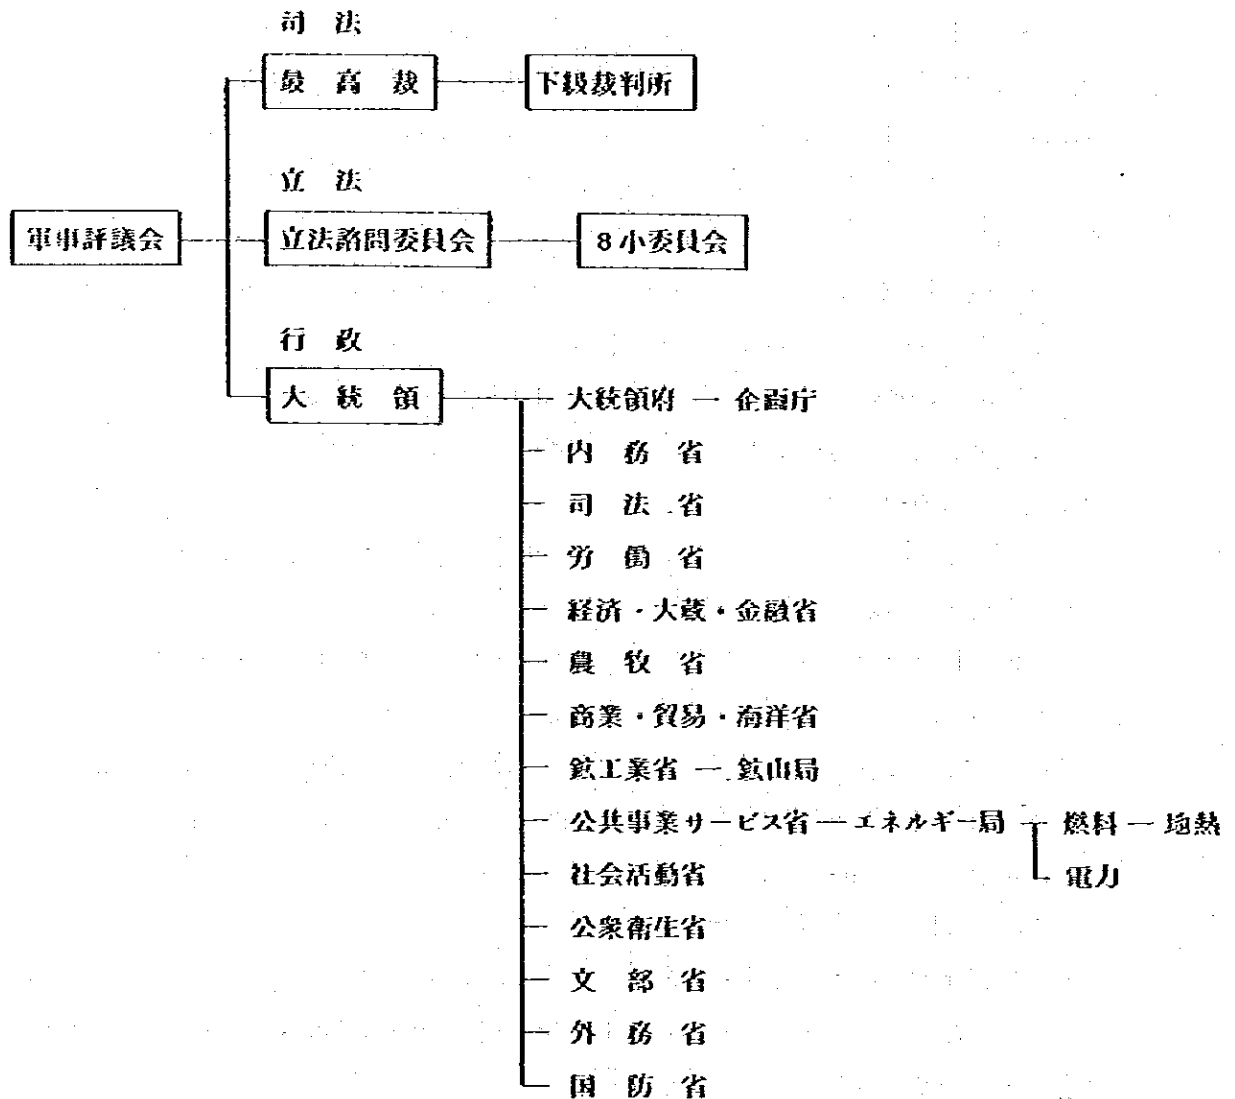 司 法
最 高 裁
下級裁判所
立 法
軍事評議会
立法諮問委員会
8小委員会
行 政
大 統 領
大統領府 ー 企画庁
内 務 省
司 法 省
労 働 省
経済・大蔵・金融省
農 牧 省
商業・貿易・海洋省
鉱工業省 ー 鉱山局
公共事業サービス省 ー エネルギー局
燃料 ー 地熱
電力
社会活動省
公衆衛生省
文 部 省
外 務 省
国 防 省